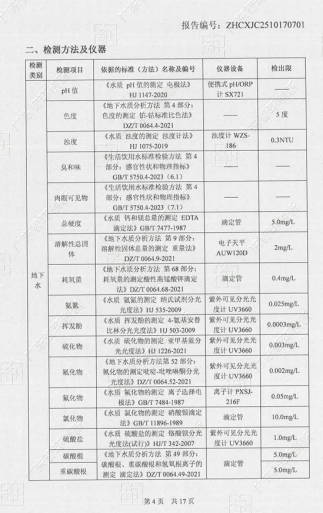 报告编号：ZHCXJC2510170701
二、检测方法及仪器
检测类别 检测项目 依据的标准（方法）名称及编号 仪器设备 检出限
地下水
pH 值 《水质 pH 值的测定 电极法》 HJ 1147-2020 便携式 pH/ORP 计 SX721 ——
色度 《地下水质分析方法 第 4 部分：色度的测定 铂-钴标准比色法》 DZ/T 0064.4-2021 —— 5 度
浊度 《水质 浊度的测定 浊度计法》 HJ 1075-2019 浊度计 WZS-186 0.3NTU
臭和味 《生活饮用水标准检验方法 第 4 部分：感官性状和物理指标》 GB/T 5750.4-2023（6.1） —— ——
肉眼可见物 《生活饮用水标准检验方法 第 4 部分：感官性状和物理指标》 GB/T 5750.4-2023（7.1） —— ——
总硬度 《水质 钙和镁总量的测定 EDTA 滴定法》GB/T 7477-1987 滴定管 5.0mg/L
溶解性总固体 《地下水质分析方法 第 9 部分：溶解性固体总量的测定 重量法》 DZ/T 0064.9-2021 电子天平 AUW120D 2mg/L
耗氧量 《地下水质分析方法 第 68 部分：耗氧量的测定酸性高锰酸钾滴定法》DZ/T 0064.68-2021 滴定管 0.4mg/L
氨氮 《水质 氨氮的测定 纳氏试剂分光光度法》HJ 535-2009 紫外可见分光光度计 UV3660 0.025mg/L
挥发酚 《水质 挥发酚的测定 4-氨基安替比林分光光度法》HJ 503-2009 紫外可见分光光度计 UV3660 0.0003mg/L
硫化物 《水质 硫化物的测定 亚甲基蓝分光光度法》HJ 1226-2021 紫外可见分光光度计 UV3660 0.003mg/L
氰化物 《地下水质分析方法第 52 部分：氰化物的测定吡啶-吡唑啉酮分光光度法》DZ/T 0064.52-2021 紫外可见分光光度计 UV3660 0.002mg/L
氟化物 《水质 氟化物的测定 离子选择电极法》GB/T 7484-1987 离子计 PXSJ-216F 0.05mg/L
氯化物 《水质 氯化物的测定 硝酸银滴定法》GB/T 11896-1989 滴定管 10.0mg/L
硫酸盐 《水质 硫酸盐的测定 铬酸钡分光光度法(试行)》HJ/T 342-2007 紫外可见分光光度计 UV3660 1.0mg/L
碳酸根 《地下水质分析方法 第 49 部分：碳酸根、重碳酸根和氢氧根离子的测定 滴定法》DZ/T 0064.49-2021 滴定管 5.0mg/L
重碳酸根 5.0mg/L
第 4 页 共 17 页